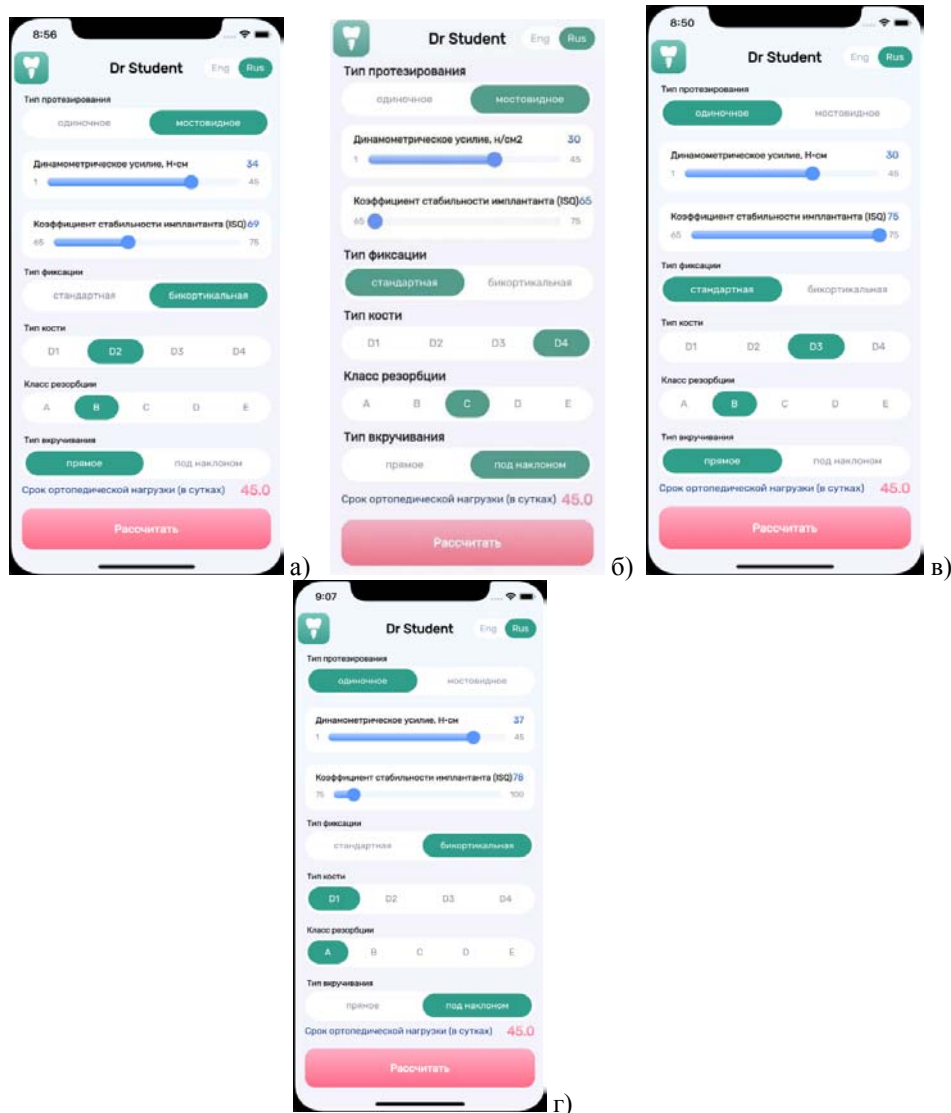 8:56
Dr Student Eng Rus
Тип протезирования
одиночное мостовидное
Динамометрическое усилие, Н•см 34
1 45
Коэффициент стабильности имплантанта (ISQ) 69
65 75
Тип фиксации
стандартная бикортикальная
Тип кости
D1 D2 D3 D4
Класс резорбции
A B C D E
Тип вкручивания
прямое под наклоном
Срок ортопедической нагрузки (в сутках) 45.0
Рассчитать
а)
Dr Student Eng Rus
Тип протезирования
одиночное мостовидное
Динамометрическое усилие, н/см2 30
1 45
Коэффициент стабильности имплантанта (ISQ)65
65 75
Тип фиксации
стандартная бикортикальная
Тип кости
D1 D2 D3 D4
Класс резорбции
A B C D E
Тип вкручивания
прямое под наклоном
Срок ортопедической нагрузки (в сутках) 45.0
Рассчитать
б)
8:50
Dr Student Eng Rus
Тип протезирования
одиночное мостовидное
Динамометрическое усилие, Н•см 30
1 45
Коэффициент стабильности имплантанта (ISQ) 75
65 75
Тип фиксации
стандартная бикортикальная
Тип кости
D1 D2 D3 D4
Класс резорбции
A B C D E
Тип вкручивания
прямое под наклоном
Срок ортопедической нагрузки (в сутках) 45.0
Рассчитать
в)
9:07
Dr Student Eng Rus
Тип протезирования
одиночное мостовидное
Динамометрическое усилие, Н•см 37
1 45
Коэффициент стабильности имплантанта (ISQ)78
75 100
Тип фиксации
стандартная бикортикальная
Тип кости
D1 D2 D3 D4
Класс резорбции
A B C D E
Тип вкручивания
прямое под наклоном
Срок ортопедической нагрузки (в сутках) 45.0
Рассчитать
г)